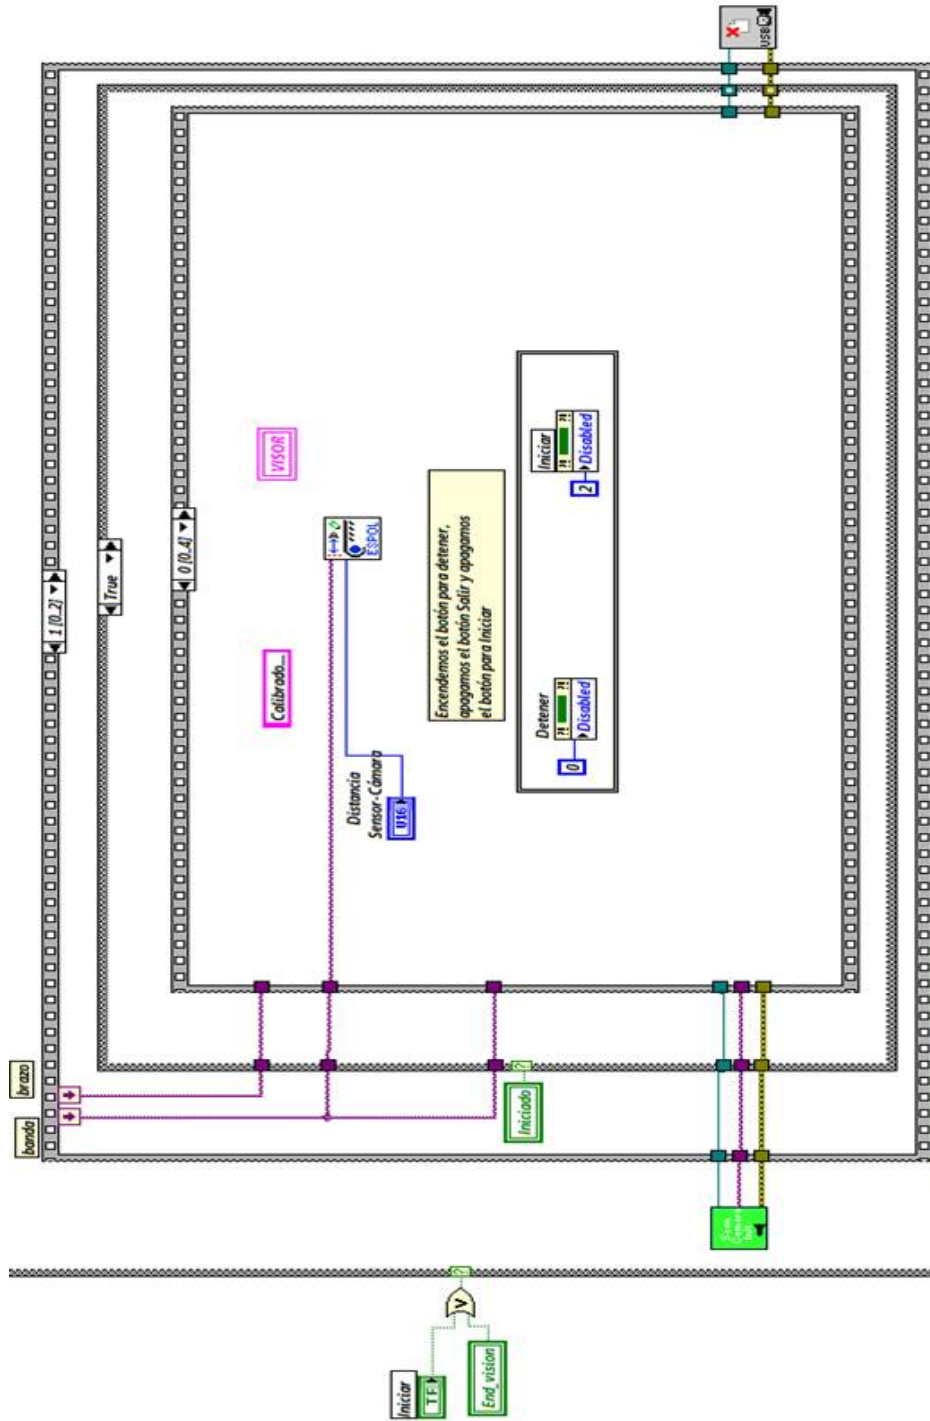 Iniciar
TF
End_vision
banda
brazo
1 [0..2]
True
0 [0..4]
Iniciado
Calibrado...
VISOR
Distancia
Sensor-Cámara
U16
ESPOL
Encendemos el botón para detener,
apagamos el botón Salir y apagamos
el botón para Iniciar
Detener
0
Disabled
Iniciar
2
Disabled
USB